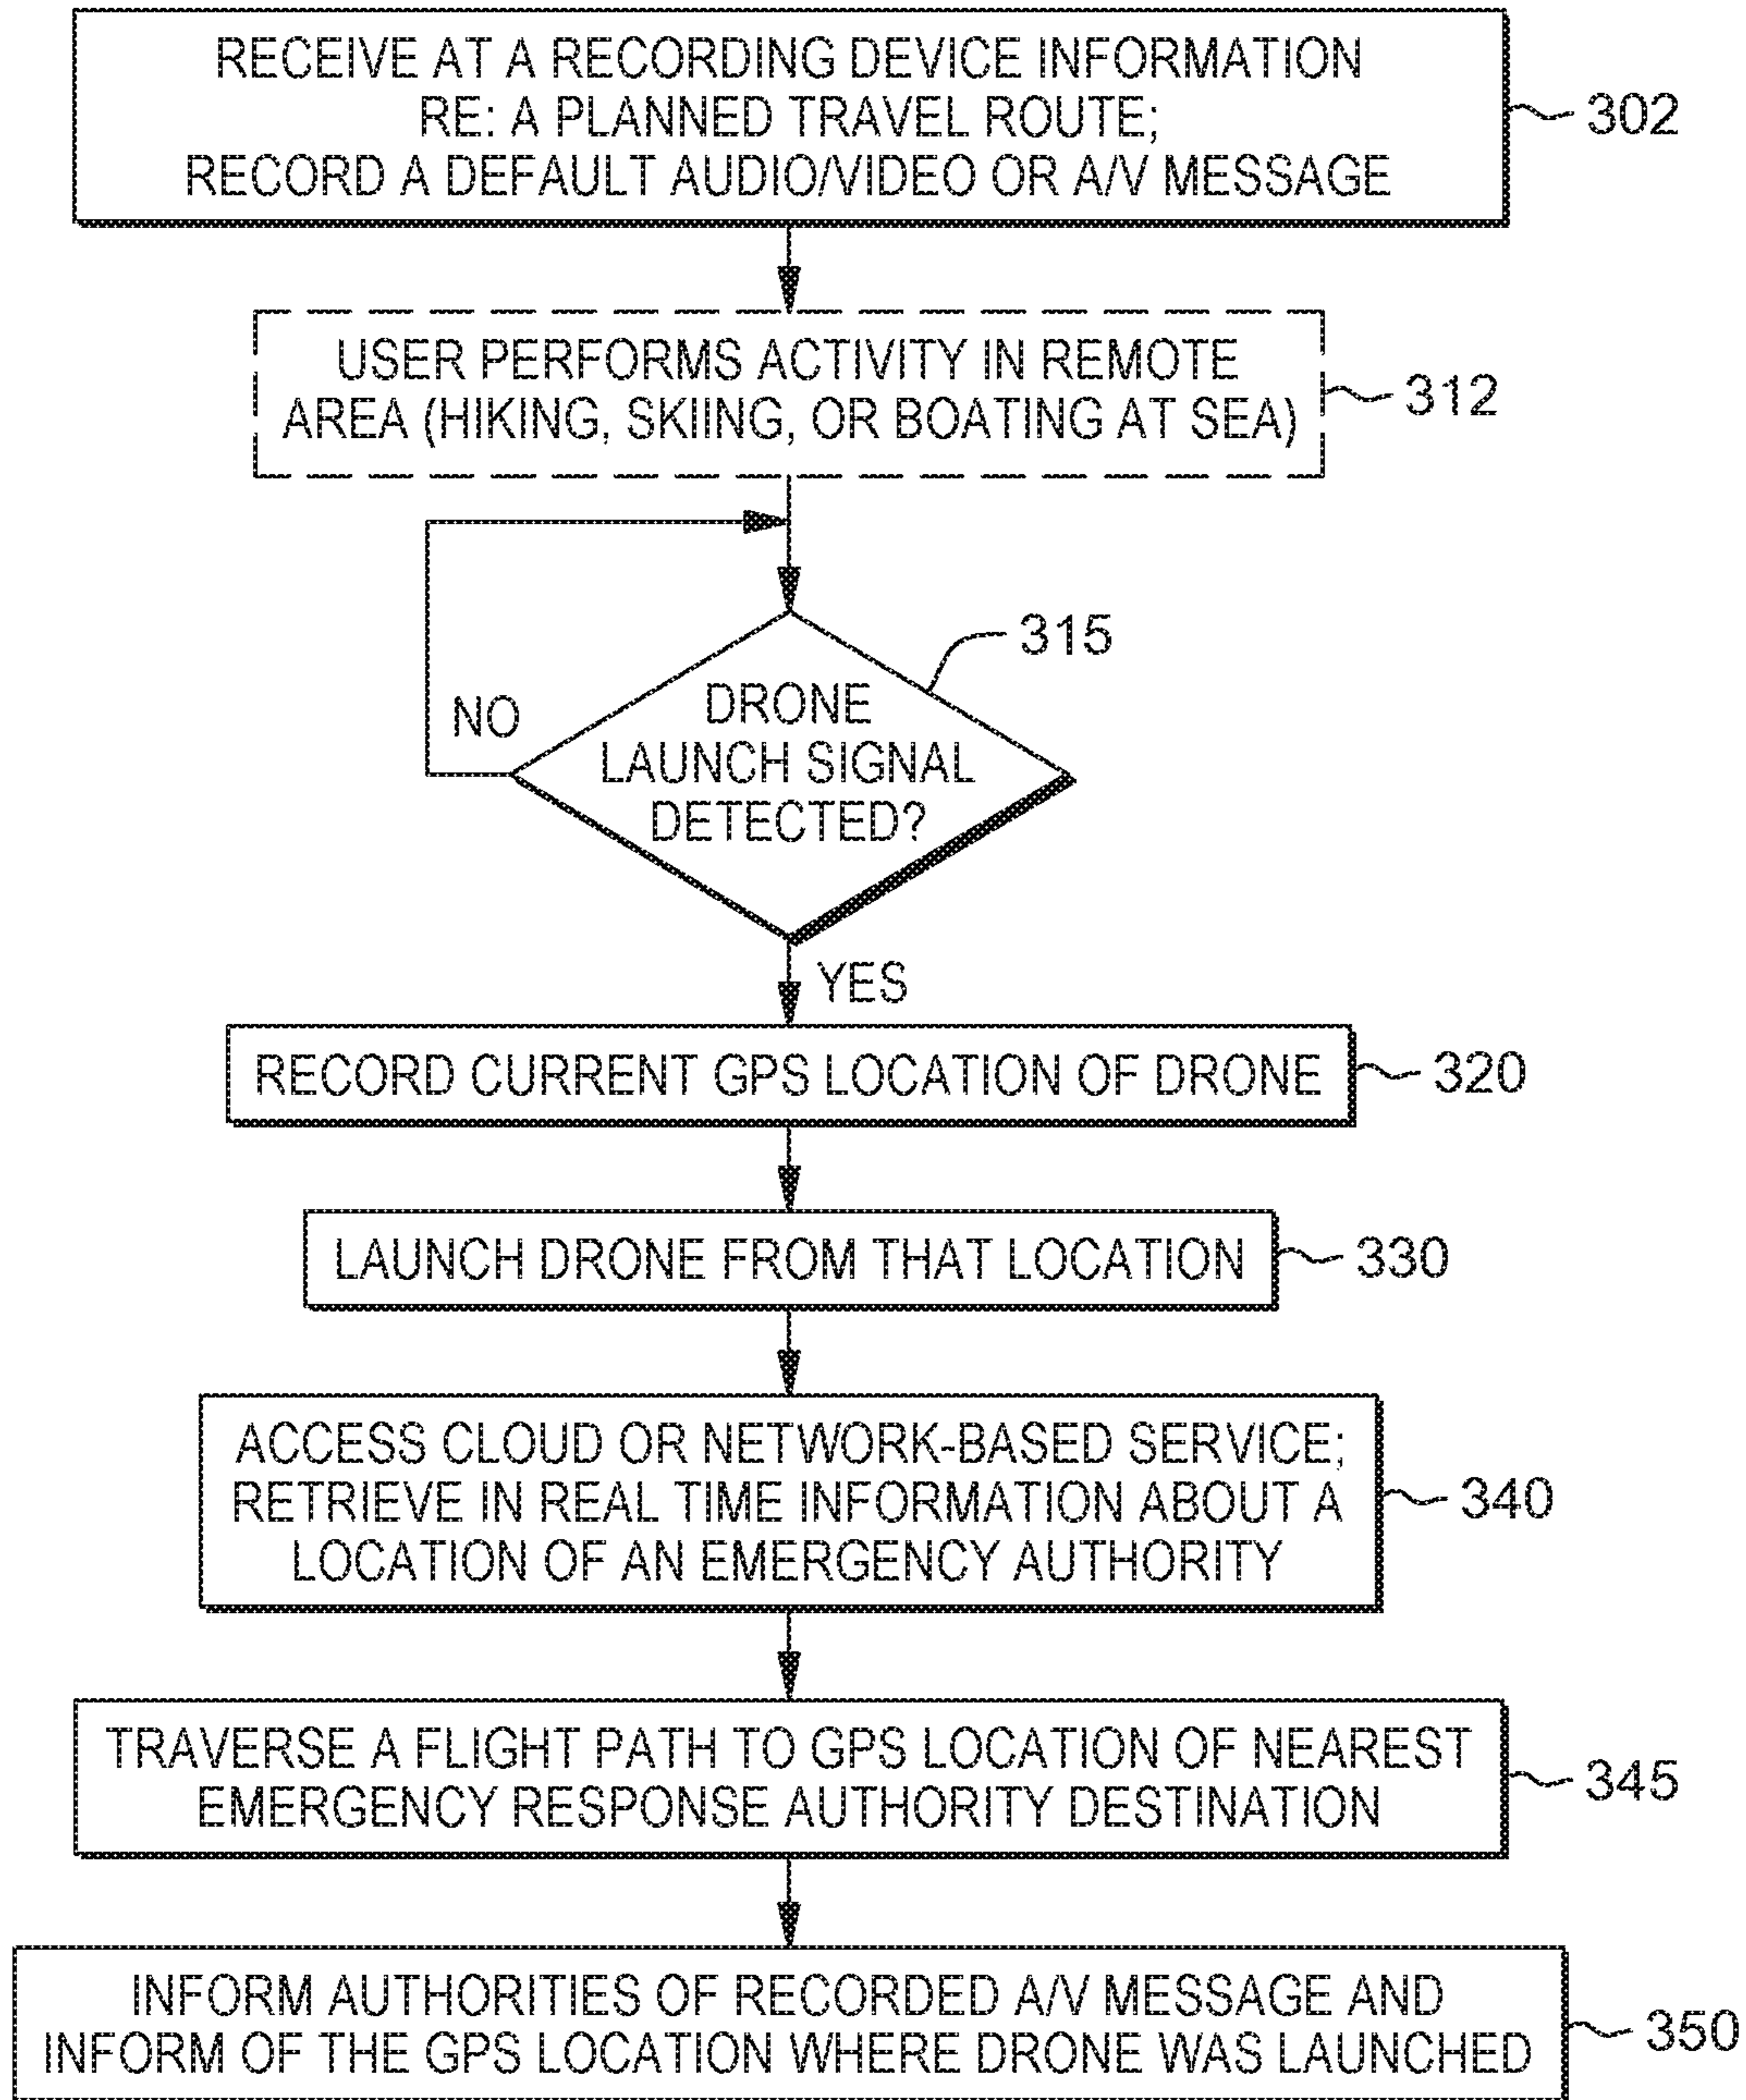 RECEIVE AT A RECORDING DEVICE INFORMATION
RE: A PLANNED TRAVEL ROUTE;
RECORD A DEFAULT AUDIO/VIDEO OR A/V MESSAGE
302
USER PERFORMS ACTIVITY IN REMOTE
AREA (HIKING, SKIING, OR BOATING AT SEA)
312
315
DRONE
LAUNCH SIGNAL
DETECTED?
NO
YES
RECORD CURRENT GPS LOCATION OF DRONE
320
LAUNCH DRONE FROM THAT LOCATION
330
ACCESS CLOUD OR NETWORK-BASED SERVICE;
RETRIEVE IN REAL TIME INFORMATION ABOUT A
LOCATION OF AN EMERGENCY AUTHORITY
340
TRAVERSE A FLIGHT PATH TO GPS LOCATION OF NEAREST
EMERGENCY RESPONSE AUTHORITY DESTINATION
345
INFORM AUTHORITIES OF RECORDED A/V MESSAGE AND
INFORM OF THE GPS LOCATION WHERE DRONE WAS LAUNCHED
350